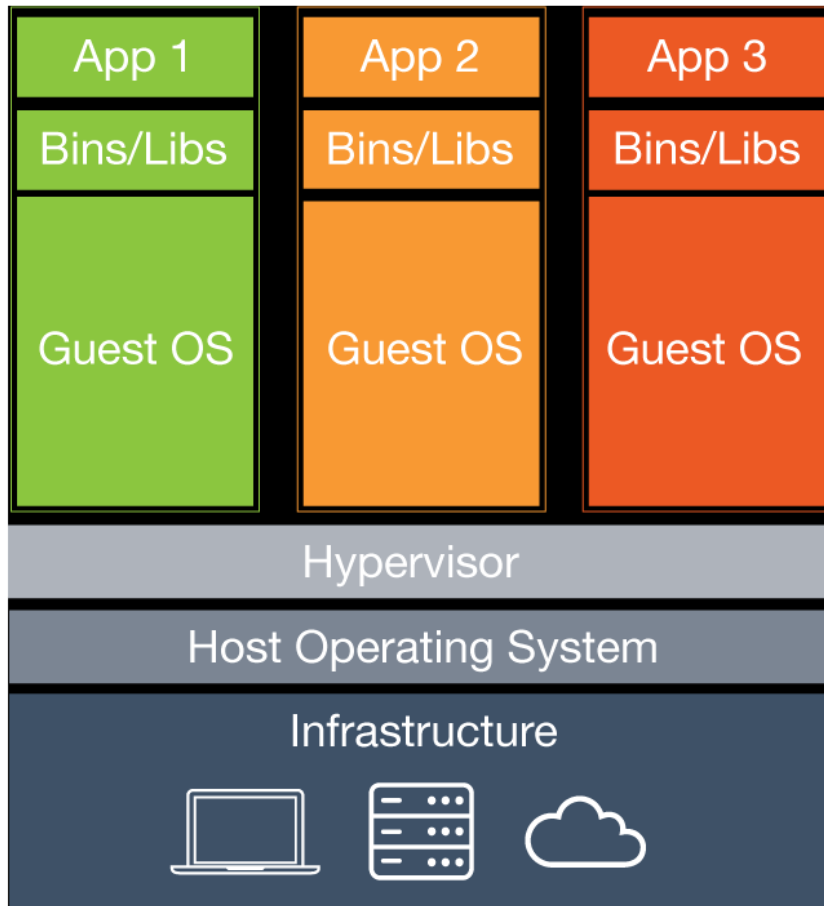 App 1
App 2
App 3
Bins/Libs
Bins/Libs
Bins/Libs
Guest OS
Guest OS
Guest OS
Hypervisor
Host Operating System
Infrastructure